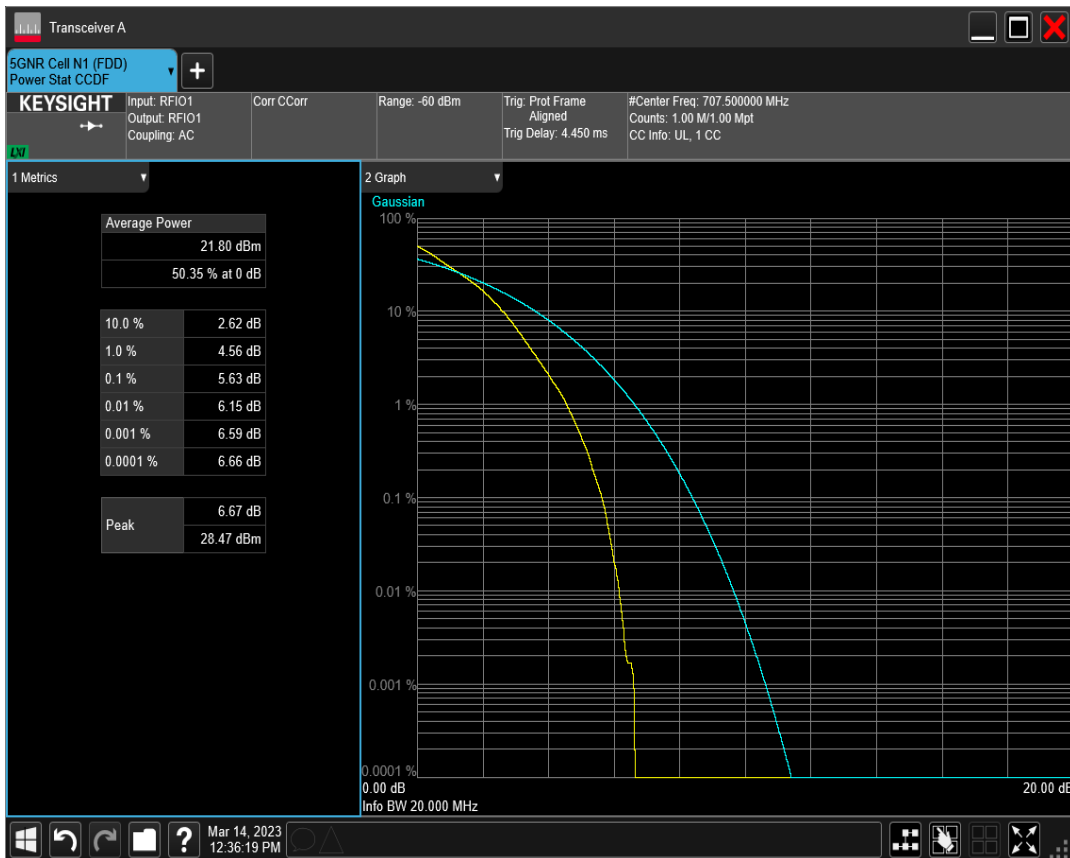 Transceiver A
5GNR Cell N1 (FDD)
Power Stat CCDF
KEYSIGHT
LXI
Input: RFIO1
Output: RFIO1
Coupling: AC
Corr CCorr
Range: -60 dBm
Trig: Prot Frame
Aligned
Trig Delay: 4.450 ms
#Center Freq: 707.500000 MHz
Counts: 1.00 M/1.00 Mpt
CC Info: UL, 1 CC
1 Metrics
Average Power
21.80 dBm
50.35 % at 0 dB
10.0 % 2.62 dB
1.0 % 4.56 dB
0.1 % 5.63 dB
0.01 % 6.15 dB
0.001 % 6.59 dB
0.0001 % 6.66 dB
Peak 6.67 dB
28.47 dBm
2 Graph
Gaussian
100 %
10 %
1 %
0.1 %
0.01 %
0.001 %
0.0001 %
0.00 dB 20.00 dB
Info BW 20.000 MHz
?
Mar 14, 2023
12:36:19 PM